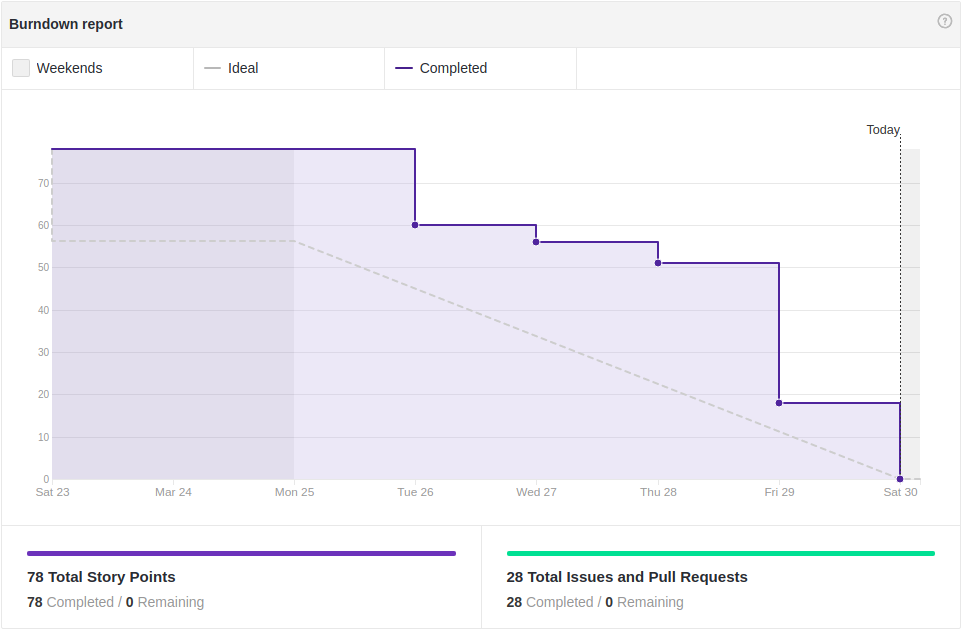 Burndown report
?
Weekends
Ideal
Completed
Today
70
60
50
40
30
20
10
0
Sat 23 Mar 24 Mon 25 Tue 26 Wed 27 Thu 28 Fri 29 Sat 30
78 Total Story Points
78 Completed / 0 Remaining
28 Total Issues and Pull Requests
28 Completed / 0 Remaining